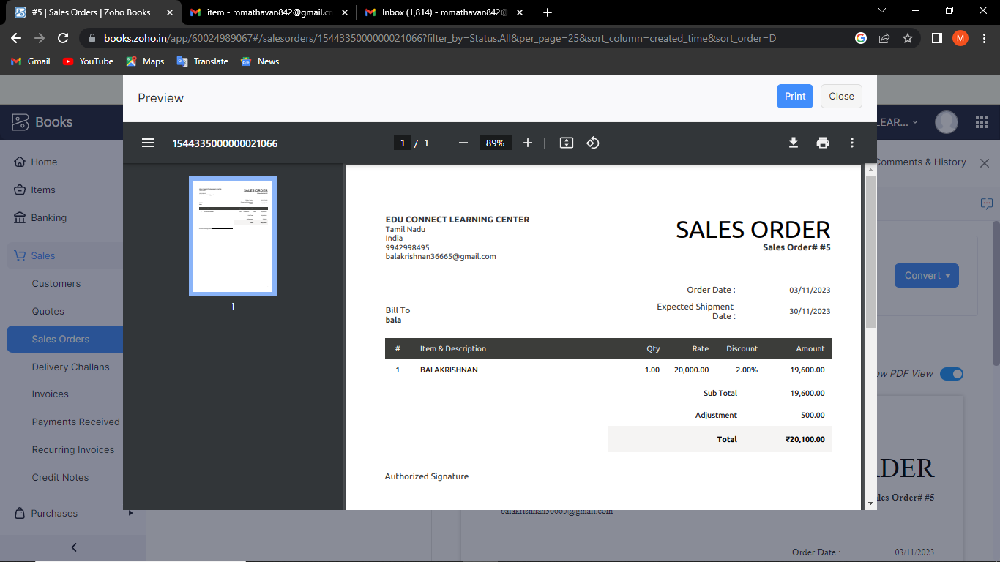 #5 | Sales Orders | Zoho Books
item - mmathavan842@gmail.c
Inbox (1,814) - mmathavan842@
books.zoho.in/app/60024989067#/salesorders/1544335000000021066?filter_by=Status.All&per_page=25&sort_column=created_time&sort_order=D
M
Gmail
YouTube
Maps
Translate
News
Preview
Print
Close
Books
LEAR...
1544335000000021066
1 / 1
89%
Home
Items
Banking
Sales
Customers
Quotes
Sales Orders
Delivery Challans
Invoices
Payments Received
Recurring Invoices
Credit Notes
Purchases
1
Comments & History
Convert
ow PDF View
EDU CONNECT LEARNING CENTER
Tamil Nadu
India
9942998495
balakrishnan36665@gmail.com
SALES ORDER
Sales Order# #5
Order Date : 03/11/2023
Expected Shipment
Date : 30/11/2023
Bill To
bala
# Item & Description Qty Rate Discount Amount
1 BALAKRISHNAN 1.00 20,000.00 2.00% 19,600.00
Sub Total 19,600.00
Adjustment 500.00
Total ₹20,100.00
Authorized Signature
RDER
les Order# #5
balakrishnan36665@gmail.com
Order Date : 03/11/2023